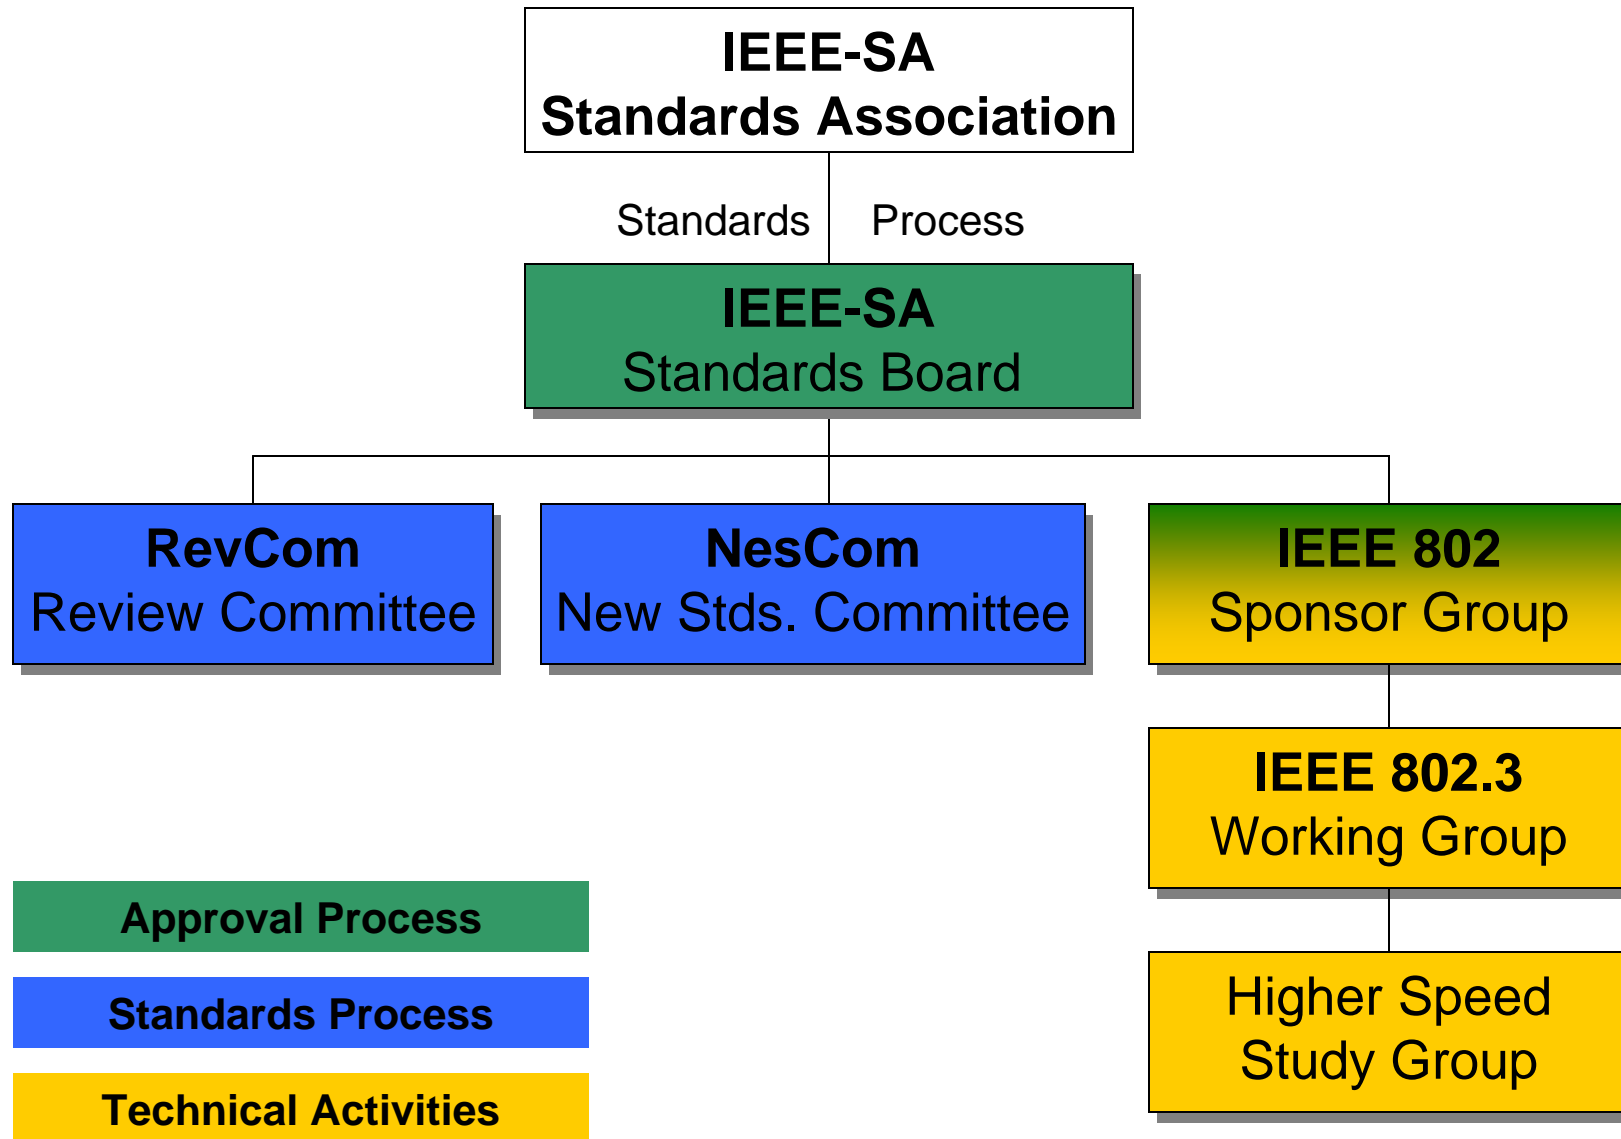 IEEE-SA
Standards Association
Standards Process
IEEE-SA
Standards Board
RevCom
Review Committee
NesCom
New Stds. Committee
IEEE 802
Sponsor Group
IEEE 802.3
Working Group
Higher Speed
Study Group
Approval Process
Standards Process
Technical Activities